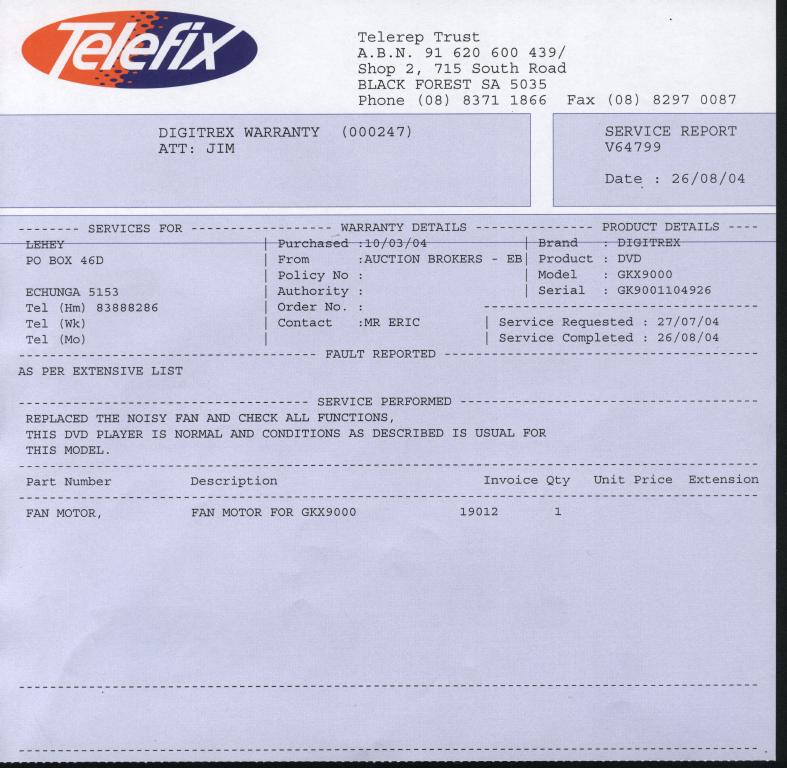 Telefix
Telerep Trust
A.B.N. 91 620 600 439/
Shop 2, 715 South Road
BLACK FOREST SA 5035
Phone (08) 8371 1866 Fax (08) 8297 0087
DIGITREX WARRANTY (000247)
ATT: JIM
SERVICE REPORT
V64799
Date : 26/08/04
-------- SERVICES FOR ------------------ WARRANTY DETAILS --------------- PRODUCT DETAILS ----
LEHEY | Purchased :10/03/04 | Brand : DIGITREX
PO BOX 46D | From :AUCTION BROKERS - EB| Product : DVD
| Policy No : | Model : GKX9000
ECHUNGA 5153 | Authority : | Serial : GK9001104926
Tel (Hm) 83888286 | Order No. : -----------------------------------
Tel (Wk) | Contact :MR ERIC | Service Requested : 27/07/04
Tel (Mo) | | Service Completed : 26/08/04
--------------------------------------- FAULT REPORTED ----------------------------------------
AS PER EXTENSIVE LIST
------------------------------------- SERVICE PERFORMED --------------------------------------
REPLACED THE NOISY FAN AND CHECK ALL FUNCTIONS,
THIS DVD PLAYER IS NORMAL AND CONDITIONS AS DESCRIBED IS USUAL FOR
THIS MODEL.
Part Number Description Invoice Qty Unit Price Extension
FAN MOTOR, FAN MOTOR FOR GKX9000 19012 1